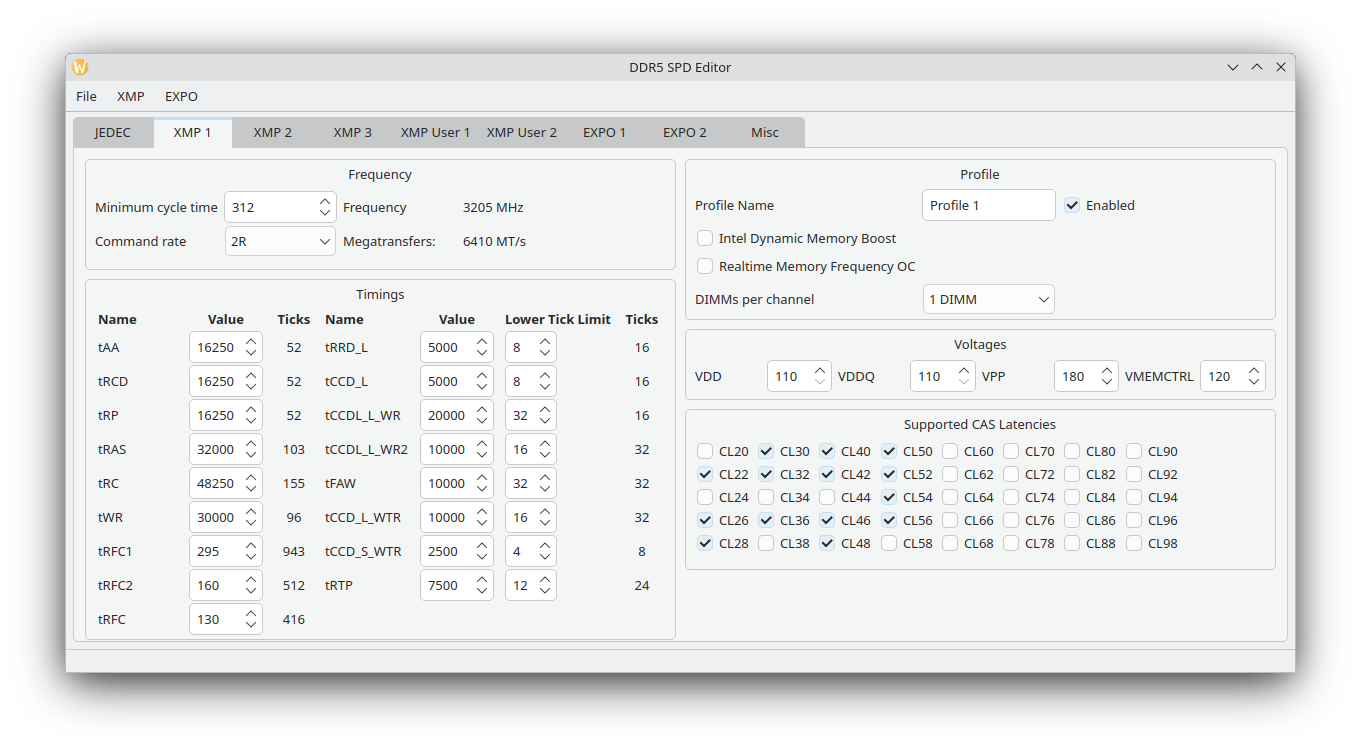 W DDR5 SPD Editor
File XMP EXPO
JEDEC XMP 1 XMP 2 XMP 3 XMP User 1 XMP User 2 EXPO 1 EXPO 2 Misc
Frequency
Minimum cycle time 312 Frequency 3205 MHz
Command rate 2R Megatransfers: 6410 MT/s
Timings
Name Value Ticks Name Value Lower Tick Limit Ticks
tAA 16250 52 tRRD_L 5000 8 16
tRCD 16250 52 tCCD_L 5000 8 16
tRP 16250 52 tCCDL_L_WR 20000 32 16
tRAS 32000 103 tCCDL_L_WR2 10000 16 32
tRC 48250 155 tFAW 10000 32 32
tWR 30000 96 tCCD_L_WTR 10000 16 32
tRFC1 295 943 tCCD_S_WTR 2500 4 8
tRFC2 160 512 tRTP 7500 12 24
tRFC 130 416
Profile
Profile Name Profile 1 Enabled
Intel Dynamic Memory Boost
Realtime Memory Frequency OC
DIMMs per channel 1 DIMM
Voltages
VDD 110 VDDQ 110 VPP 180 VMEMCTRL 120
Supported CAS Latencies
CL20 CL30 CL40 CL50 CL60 CL70 CL80 CL90
CL22 CL32 CL42 CL52 CL62 CL72 CL82 CL92
CL24 CL34 CL44 CL54 CL64 CL74 CL84 CL94
CL26 CL36 CL46 CL56 CL66 CL76 CL86 CL96
CL28 CL38 CL48 CL58 CL68 CL78 CL88 CL98